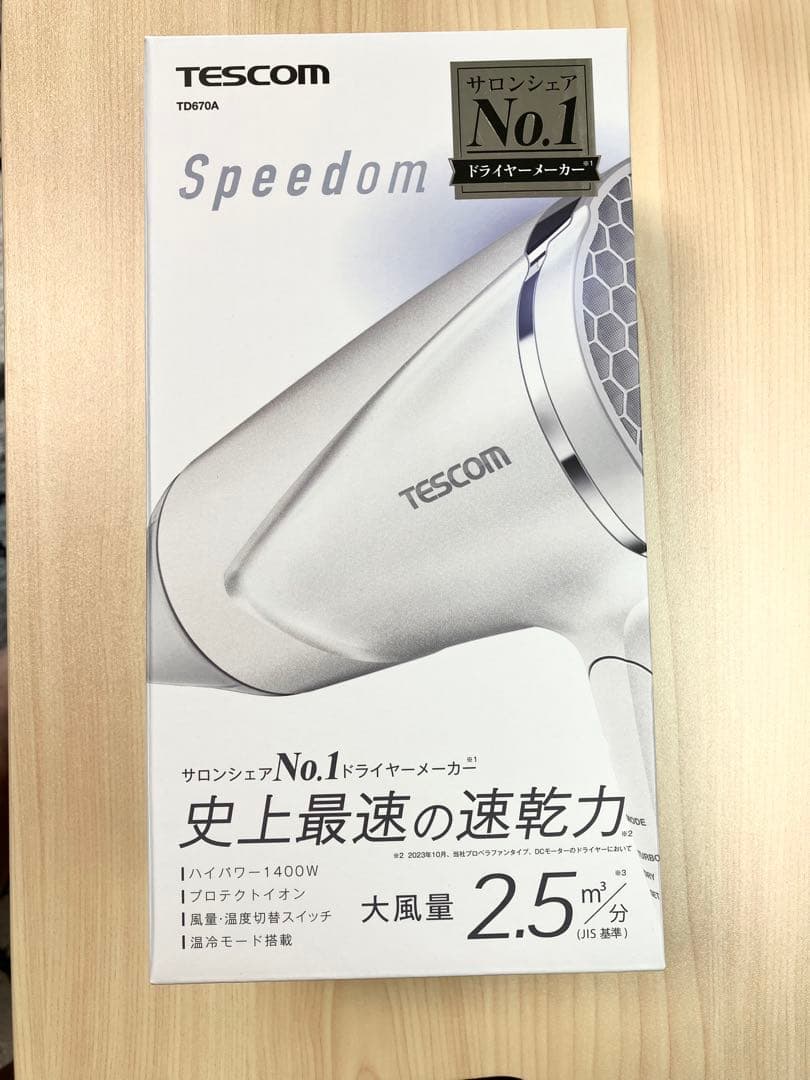 TESCOM
TD670A
サロンシェア
No.1
ドライヤーメーカー※1
Speedom
TESCOM
サロンシェアNo.1ドライヤーメーカー※1
史上最速の速乾力※2
※2 2023年10月、当社プロペラファンタイプ、DCモーターのドライヤーにおいて
ハイパワー1400W
プロテクトイオン
風量・温度切替スイッチ
温冷モード搭載
大風量 2.5m³/分※3
(JIS 基準)
MODE
TURBO
DRY
SET